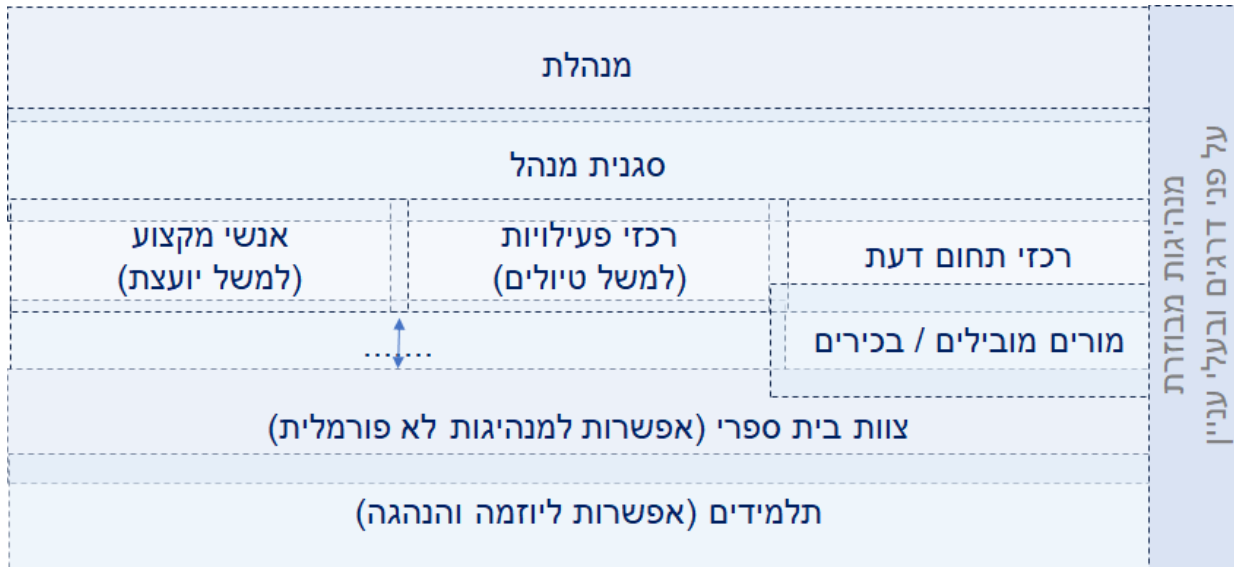 מנהלת
סגנית מנהל
רכזי תחום דעת
רכזי פעילויות
(למשל טיולים)
אנשי מקצוע
(למשל יועצת)
מורים מובילים / בכירים
.......
צוות בית ספרי (אפשרות למנהיגות לא פורמלית)
תלמידים (אפשרות ליוזמה והנהגה)
מנהיגות מבוזרת
על פני דרגים ובעלי עניין